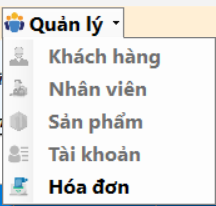 Quản lý
Khách hàng
Nhân viên
Sản phẩm
Tài khoản
Hóa đơn